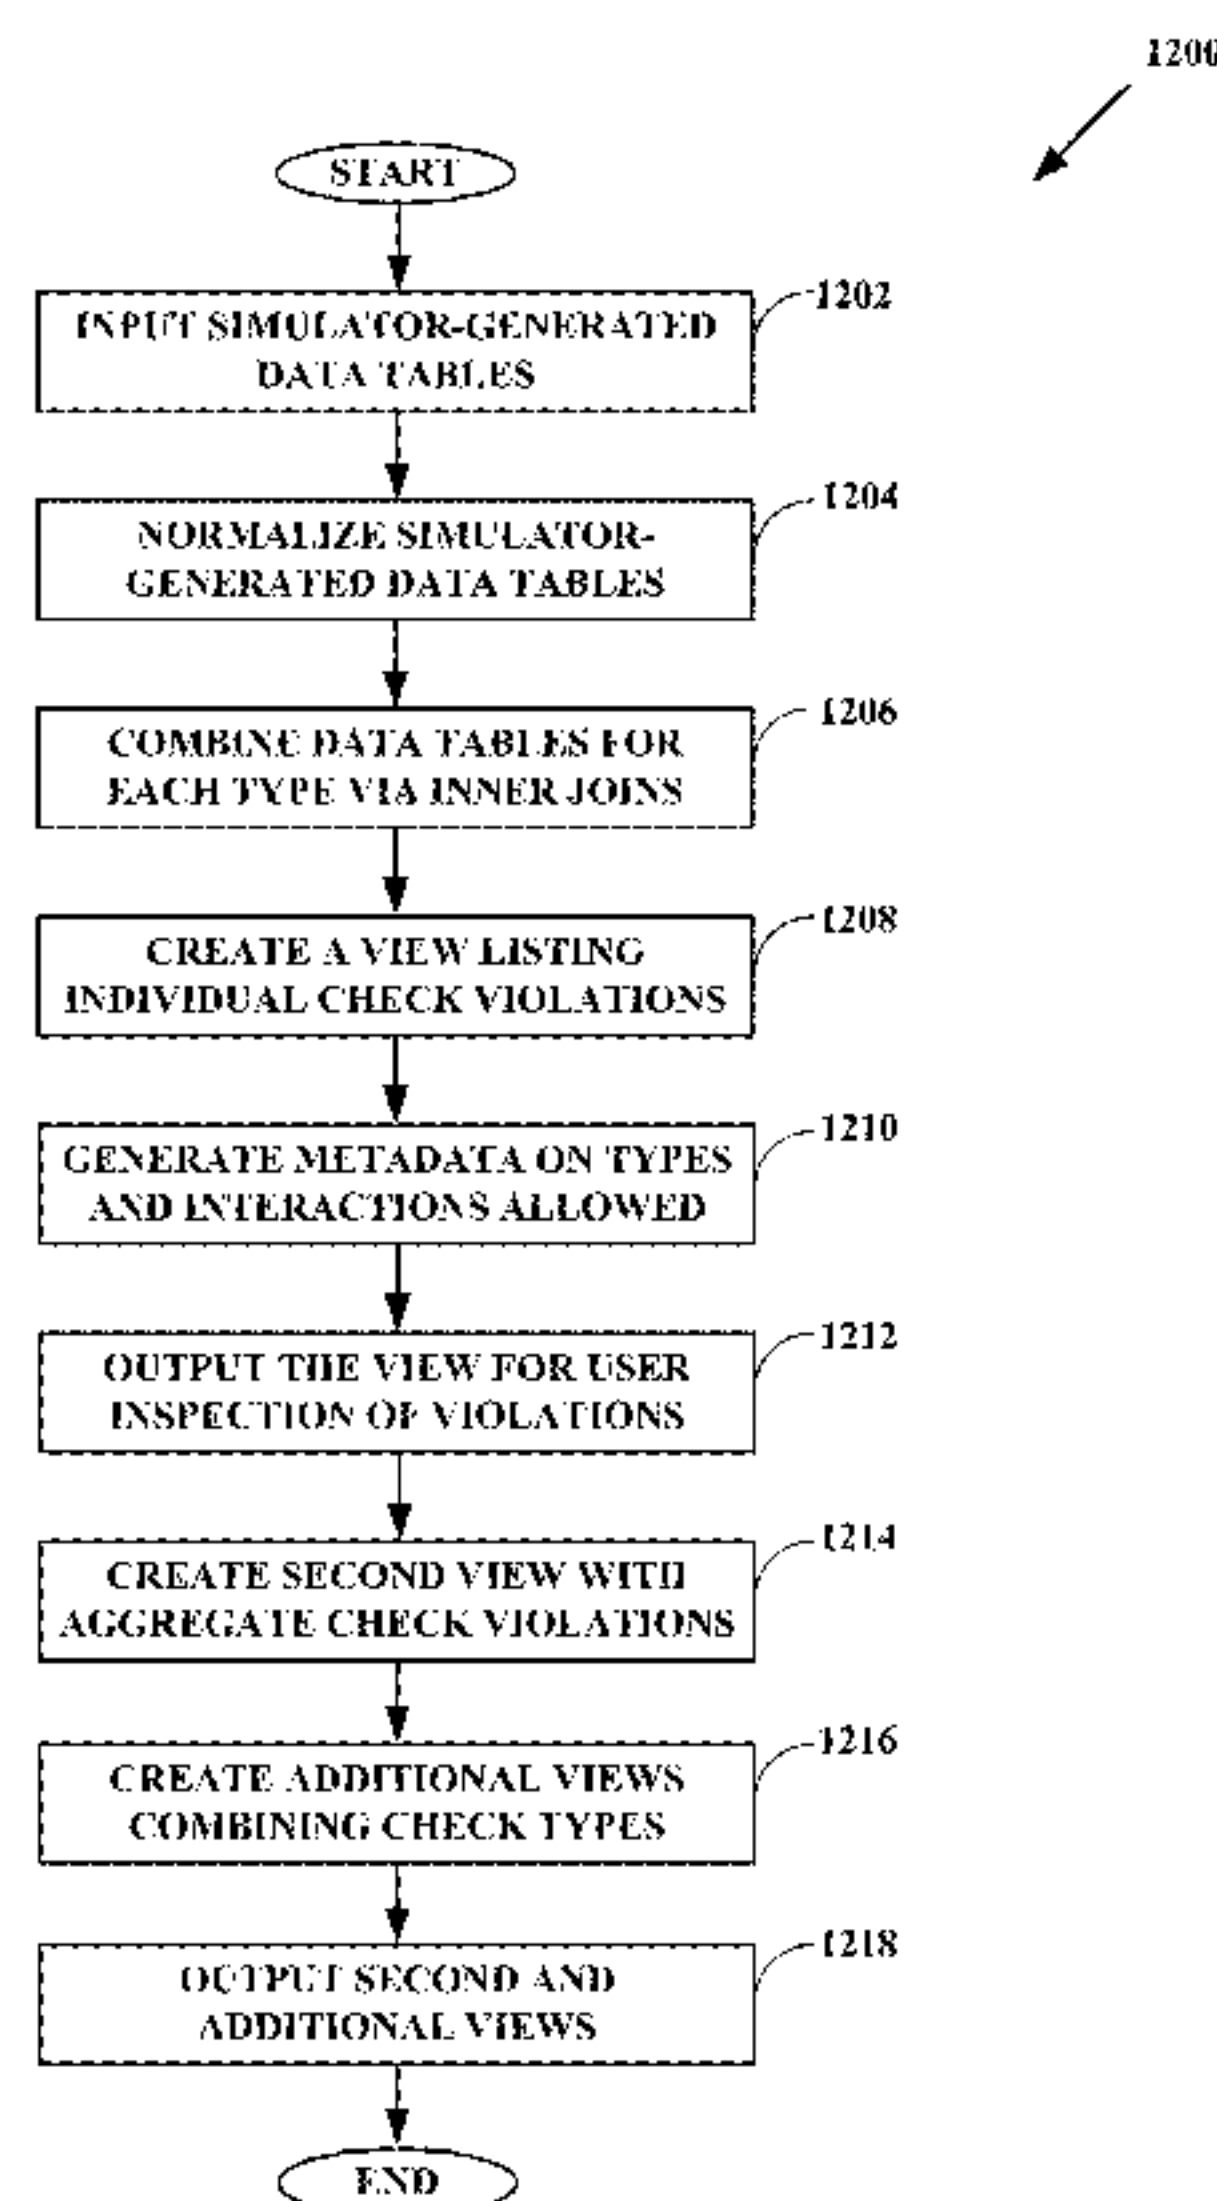 1200
START
1202
INPUT SIMULATOR-GENERATED
DATA TABLES
1204
NORMALIZE SIMULATOR-
GENERATED DATA TABLES
1206
COMBINE DATA TABLES FOR
EACH TYPE VIA INNER JOINS
1208
CREATE A VIEW LISTING
INDIVIDUAL CHECK VIOLATIONS
1210
GENERATE METADATA ON TYPES
AND INTERACTIONS ALLOWED
1212
OUTPUT THE VIEW FOR USER
INSPECTION OF VIOLATIONS
1214
CREATE SECOND VIEW WITH
AGGREGATE CHECK VIOLATIONS
1216
CREATE ADDITIONAL VIEWS
COMBINING CHECK TYPES
1218
OUTPUT SECOND AND
ADDITIONAL VIEWS
END